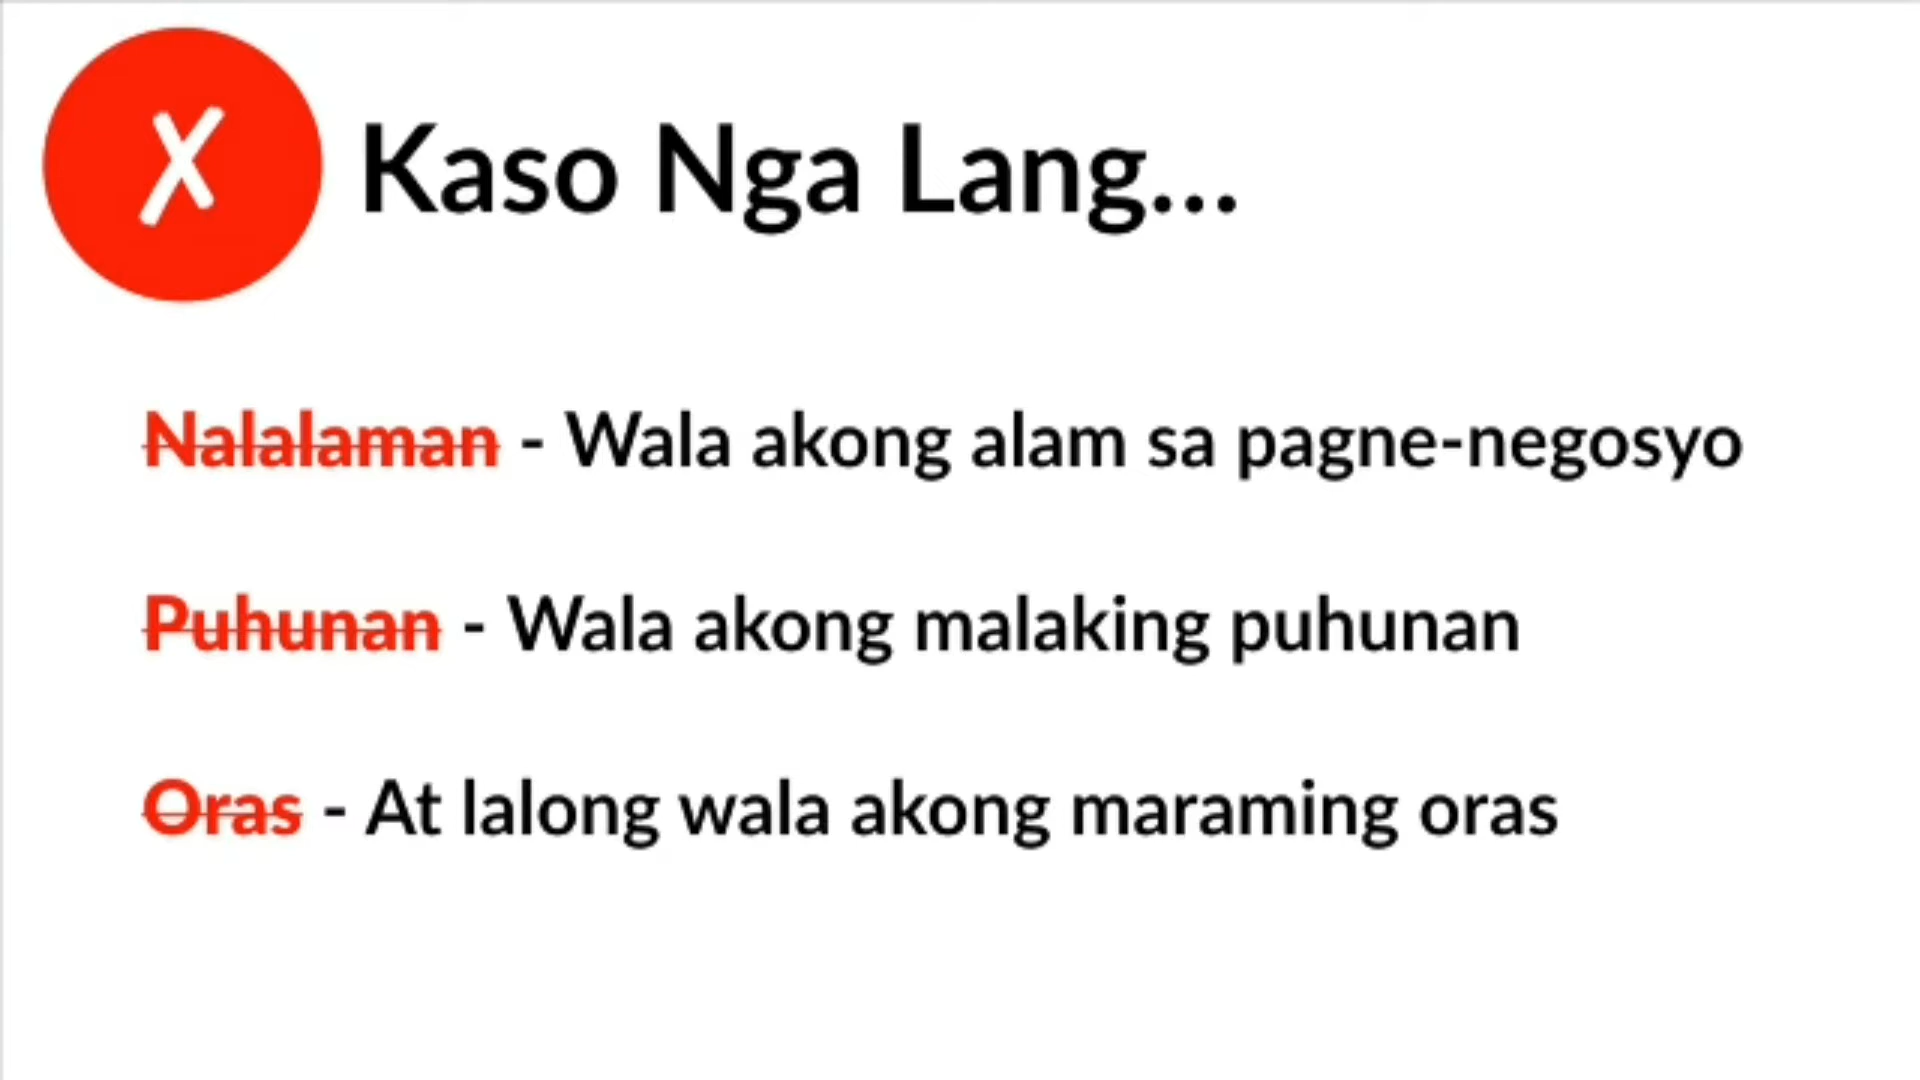 X
Kaso Nga Lang...
Nalalaman - Wala akong alam sa pagne-negosyo
Puhunan - Wala akong malaking puhunan
Oras - At lalong wala akong maraming oras